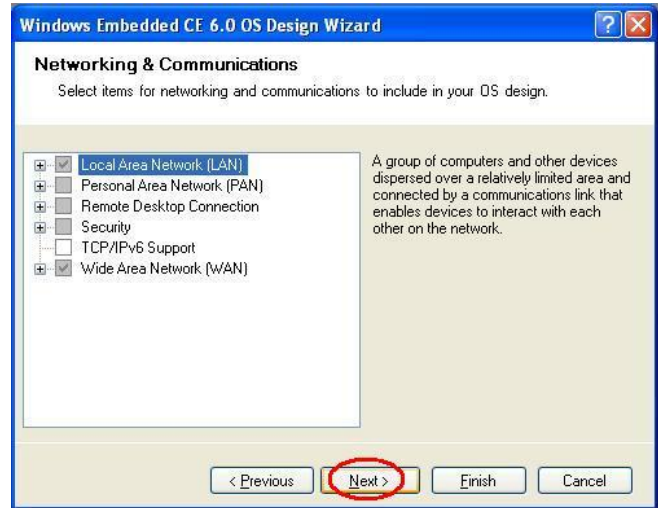 Windows Embedded CE 6.0 OS Design Wizard
Networking & Communications
Select items for networking and communications to include in your OS design.
Local Area Network (LAN)
Personal Area Network (PAN)
Remote Desktop Connection
Security
TCP/IPv6 Support
Wide Area Network (WAN)
A group of computers and other devices
dispersed over a relatively limited area and
connected by a communications link that
enables devices to interact with each
other on the network.
< Previous
Next >
Finish
Cancel